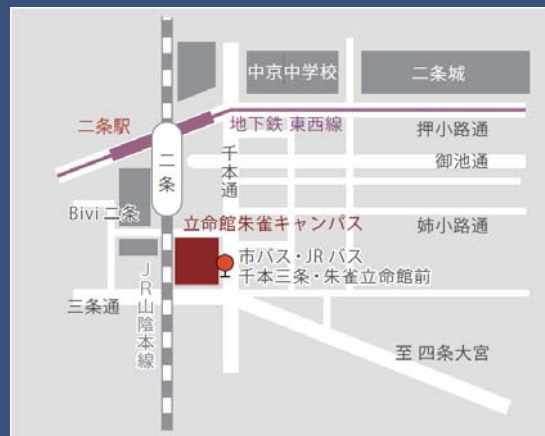 中京中学校
二条城
二条駅
地下鉄 東西線
押小路通
二条
千本通
御池通
Bivi 二条
立命館朱雀キャンパス
姉小路通
市バス・JR バス
千本三条・朱雀立命館前
JR山陰本線
三条通
至 四条大宮